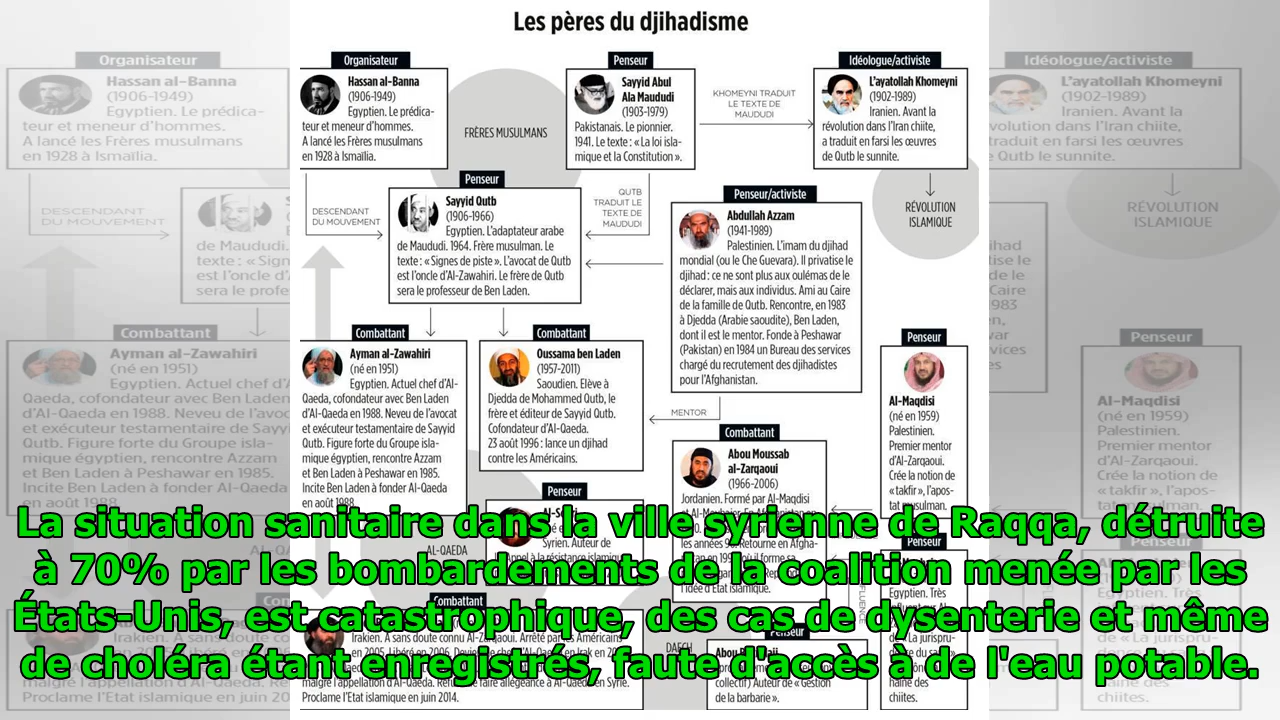 Les pères du djihadisme
Organisateur
Hassan al-Banna
(1906-1949)
Egyptien. Le prédica-
teur et meneur d'hommes.
A lancé les Frères musulmans
en 1928 à Ismaïlia.
FRÈRES MUSULMANS
Penseur
Sayyid Abul
Ala Maududi
(1903-1979)
Pakistanais. Le pionnier.
1941. Le texte : « La loi isla-
mique et la Constitution ».
KHOMEYNI TRADUIT
LE TEXTE DE
MAUDUDI
Idéologue/activiste
L'ayatollah Khomeyni
(1902-1989)
Iranien. Avant la
révolution dans l'Iran chiite,
a traduit en farsi les œuvres
de Qutb le sunnite.
RÉVOLUTION
ISLAMIQUE
DESCENDANT
DU MOUVEMENT
Penseur
Sayyid Qutb
(1906-1966)
Egyptien. L'adaptateur arabe
de Maududi. 1964. Frère musulman. Le
texte : « Signes de piste ». L'avocat de Qutb
est l'oncle d'Al-Zawahiri. Le frère de Qutb
sera le professeur de Ben Laden.
QUTB
TRADUIT LE
TEXTE DE
MAUDUDI
Penseur/activiste
Abdullah Azzam
(1941-1989)
Palestinien. L'imam du djihad
mondial (ou le Che Guevara). Il privatise le
djihad : ce ne sont plus aux oulémas de le
déclarer, mais aux individus. Ami au Caire
de la famille de Qutb. Rencontre, en 1983
à Djedda (Arabie saoudite), Ben Laden,
dont il est le mentor. Fonde à Peshawar
(Pakistan) en 1984 un Bureau des services
chargé du recrutement des djihadistes
pour l'Afghanistan.
MENTOR
Combattant
Ayman al-Zawahiri
(né en 1951)
Egyptien. Actuel chef d'Al-
Qaeda, cofondateur avec Ben Laden
d'Al-Qaeda en 1988. Neveu de l'avocat
et exécuteur testamentaire de Sayyid
Qutb. Figure forte du Groupe isla-
mique égyptien, rencontre Azzam
et Ben Laden à Peshawar en 1985.
Incite Ben Laden à fonder Al-Qaeda
en août 1988.
Combattant
Oussama ben Laden
(1957-2011)
Saoudien. Elève à
Djedda de Mohammed Qutb, le
frère et éditeur de Sayyid Qutb.
Cofondateur d'Al-Qaeda.
23 août 1996 : lance un djihad
contre les Américains.
Penseur
Al-Maqdisi
(né en 1959)
Palestinien.
Premier mentor
d'Al-Zarqaoui.
Crée la notion de
« takfir », l'apos-
tat musulman.
Combattant
Abou Moussab
al-Zarqaoui
(1966-2006)
Jordanien. Formé par Al-Maqdisi
Penseur
Syrien. Auteur de
AL-QAEDA
Penseur
Egyptien. Très
Combattant
Irakien. A sans doute connu Al-Zarqaoui. Arrêté par les Américains
Proclame l'Etat islamique en juin 2014.
DAECH
Penseur
collectif) Auteur de « Gestion
de la barbarie ».
haine des
chiites.
La situation sanitaire dans la ville syrienne de Raqqa, détruite
à 70% par les bombardements de la coalition menée par les
États-Unis, est catastrophique, des cas de dysenterie et même
de choléra étant enregistrés, faute d'accès à de l'eau potable.